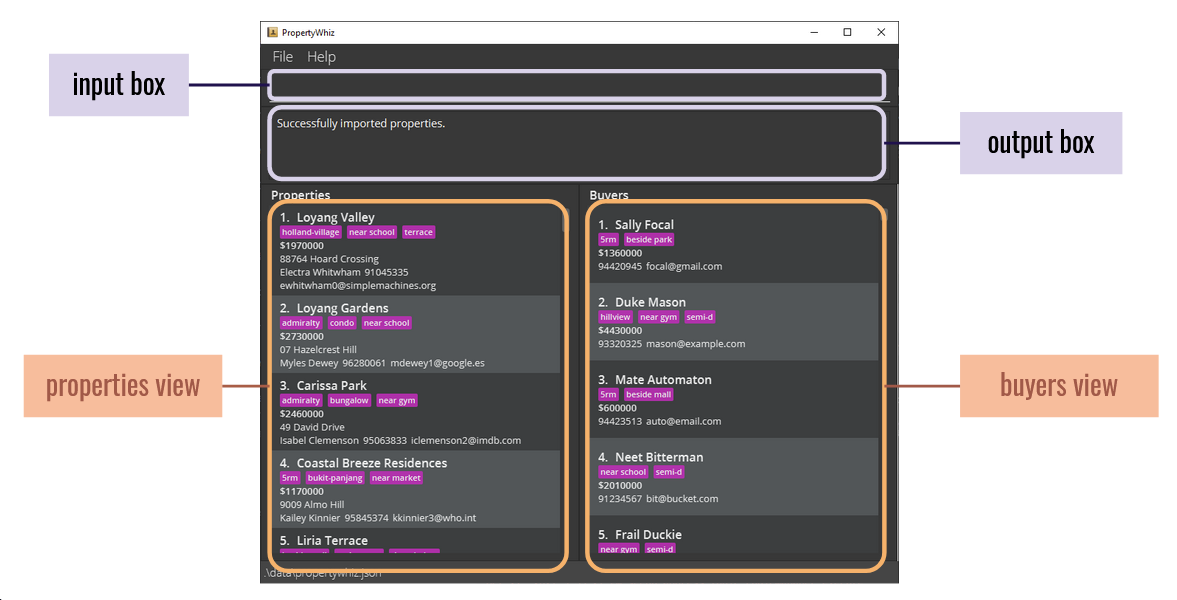 PropertyWhiz
File Help
input box
Successfully imported properties.
output box
Properties
1. Loyang Valley
holland-village near school terrace
$1970000
88764 Hoard Crossing
Electra Whitwham 91045335
ewhitwham0@simplemachines.org
2. Loyang Gardens
admiralty condo near school
$2730000
07 Hazelcrest Hill
Myles Dewey 96280061 mdewey1@google.es
3. Carissa Park
admiralty bungalow near gym
$2460000
49 David Drive
Isabel Clemenson 95063833 iclemenson2@imdb.com
4. Coastal Breeze Residences
5rm bukit-panjang near market
$1170000
9009 Almo Hill
Kailey Kinnier 95845374 kkinnier3@who.int
5. Liria Terrace
properties view
Buyers
1. Sally Focal
5rm beside park
$1360000
94420945 focal@gmail.com
2. Duke Mason
hillview near gym semi-d
$4430000
93320325 mason@example.com
3. Mate Automaton
5rm beside mall
$600000
94423513 auto@email.com
4. Neet Bitterman
near school semi-d
$2010000
91234567 bit@bucket.com
5. Frail Duckie
near gym semi-d
buyers view
.\data\propertywhiz.json